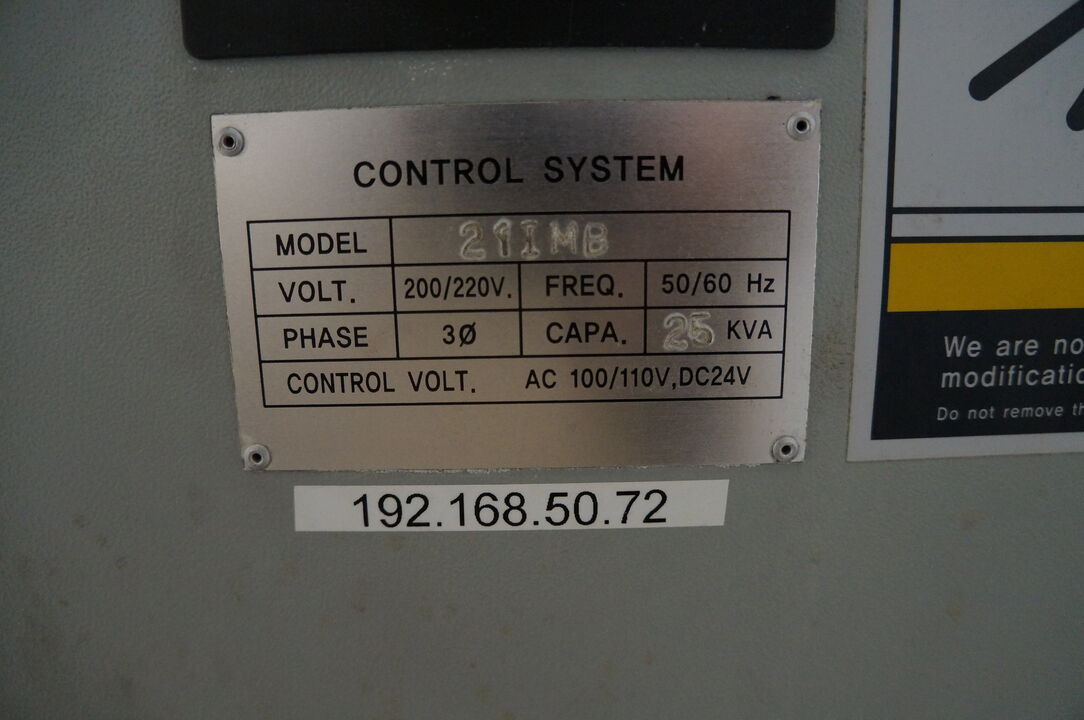 CONTROL SYSTEM
MODEL 21IMB
VOLT. 200/220V. FREQ. 50/60 Hz
PHASE 3Ø CAPA. 25 KVA
CONTROL VOLT. AC 100/110V,DC24V
192.168.50.72
We are no
modificatio
Do not remove th